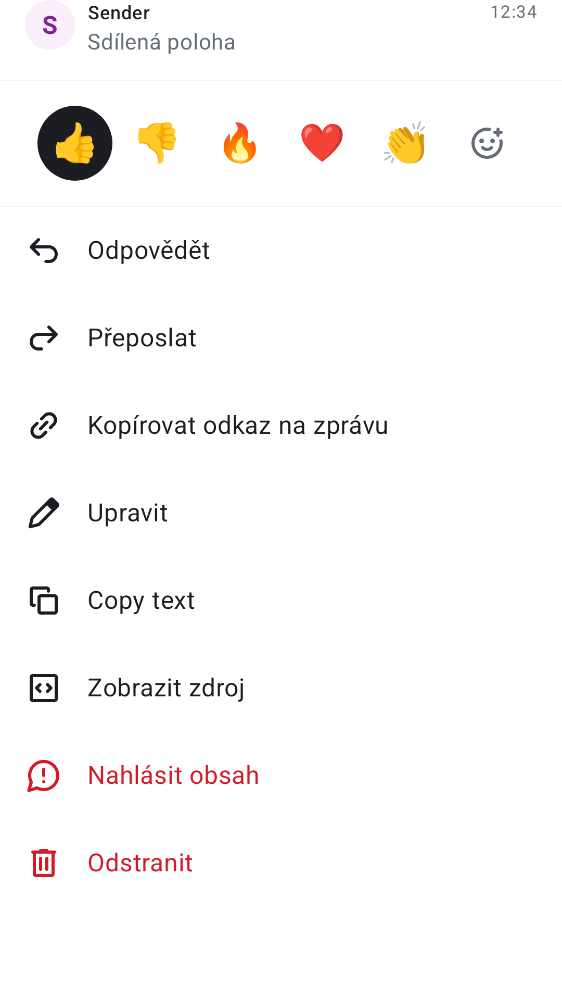 S
Sender
12:34
Sdílená poloha
Odpovědět
Přeposlat
Kopírovat odkaz na zprávu
Upravit
Copy text
Zobrazit zdroj
Nahlásit obsah
Odstranit